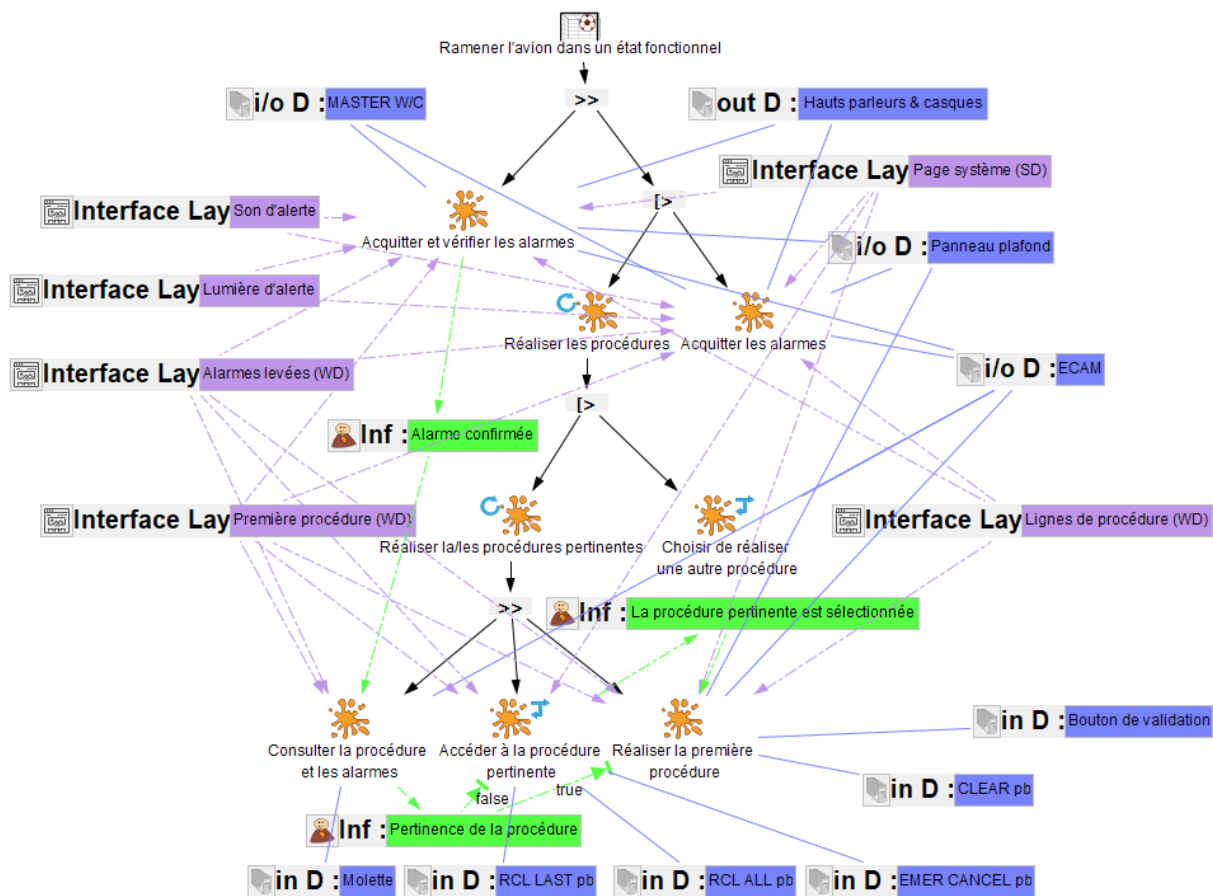 Ramener l'avion dans un état fonctionnel
>>
i/o D : MASTER W/C
out D : Hauts parleurs & casques
Interface Lay Page système (SD)
[>
Interface Lay Son d'alerte
Acquitter et vérifier les alarmes
i/o D : Panneau plafond
Interface Lay Lumière d'alerte
Réaliser les procédures
Acquitter les alarmes
Interface Lay Alarmes levées (WD)
i/o D : ECAM
[>
Inf : Alarme confirmée
Interface Lay Première procédure (WD)
Interface Lay Lignes de procédure (WD)
Réaliser la/les procédures pertinentes
Choisir de réaliser
une autre procédure
>>
Inf : La procédure pertinente est sélectionnée
in D : Bouton de validation
Consulter la procédure
et les alarmes
Accéder à la procédure
pertinente
Réaliser la première
procédure
false
true
in D : CLEAR pb
Inf : Pertinence de la procédure
in D : Molette
in D : RCL LAST pb
in D : RCL ALL pb
in D : EMER CANCEL pb